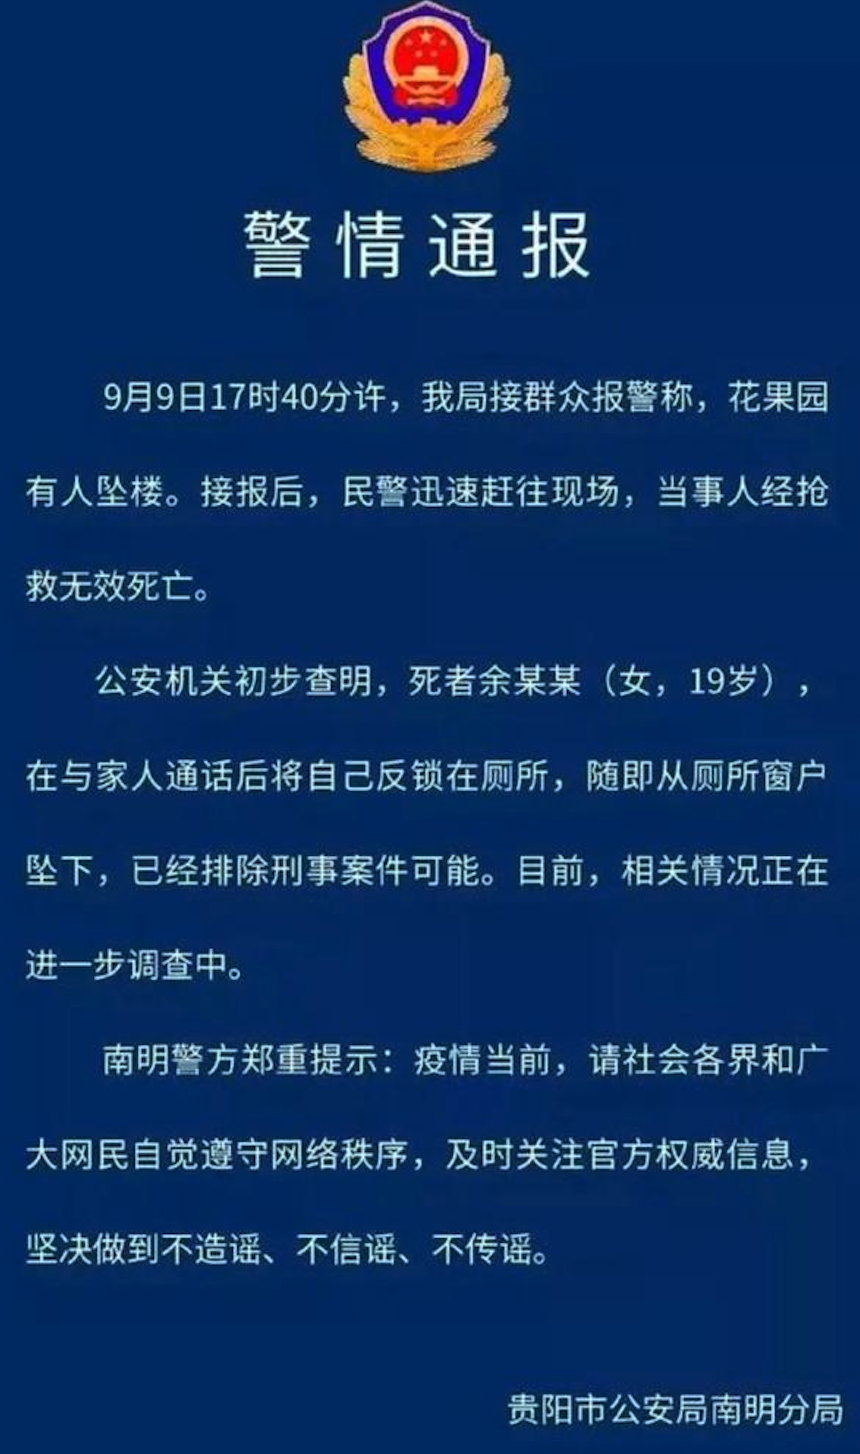 警情通报
9月9日17时40分许，我局接群众报警称，花果园
有人坠楼。接报后，民警迅速赶往现场，当事人经抢
救无效死亡。
公安机关初步查明，死者余某某（女，19岁），
在与家人通话后将自己反锁在厕所，随即从厕所窗户
坠下，已经排除刑事案件可能。目前，相关情况正在
进一步调查中。
南明警方郑重提示：疫情当前，请社会各界和广
大网民自觉遵守网络秩序，及时关注官方权威信息，
坚决做到不造谣、不信谣、不传谣。
贵阳市公安局南明分局